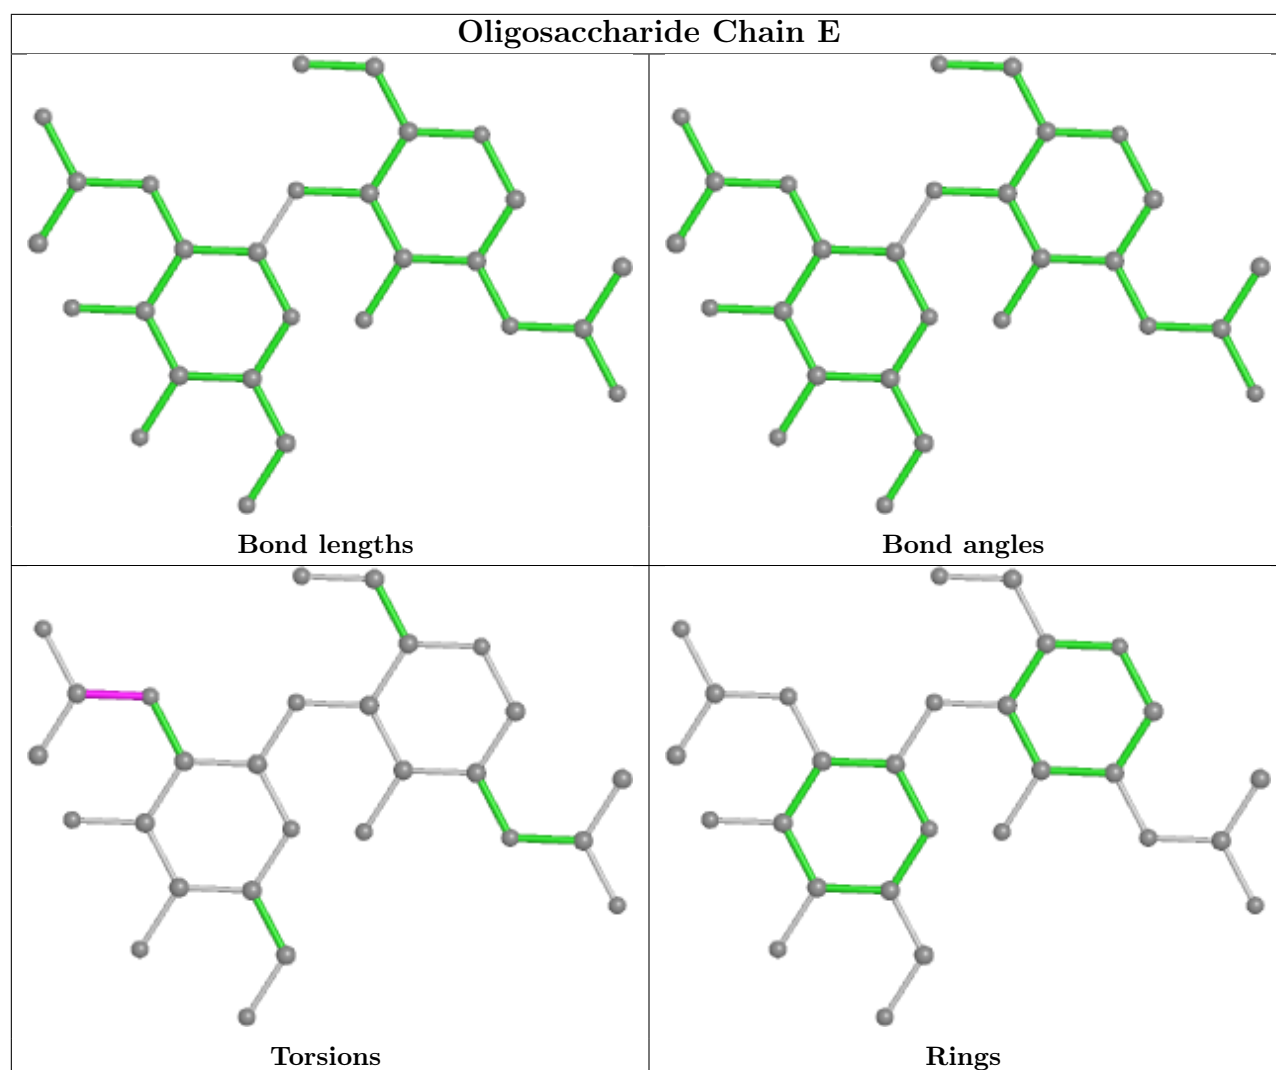 Oligosaccharide Chain E
Bond lengths
Bond angles
Torsions
Rings